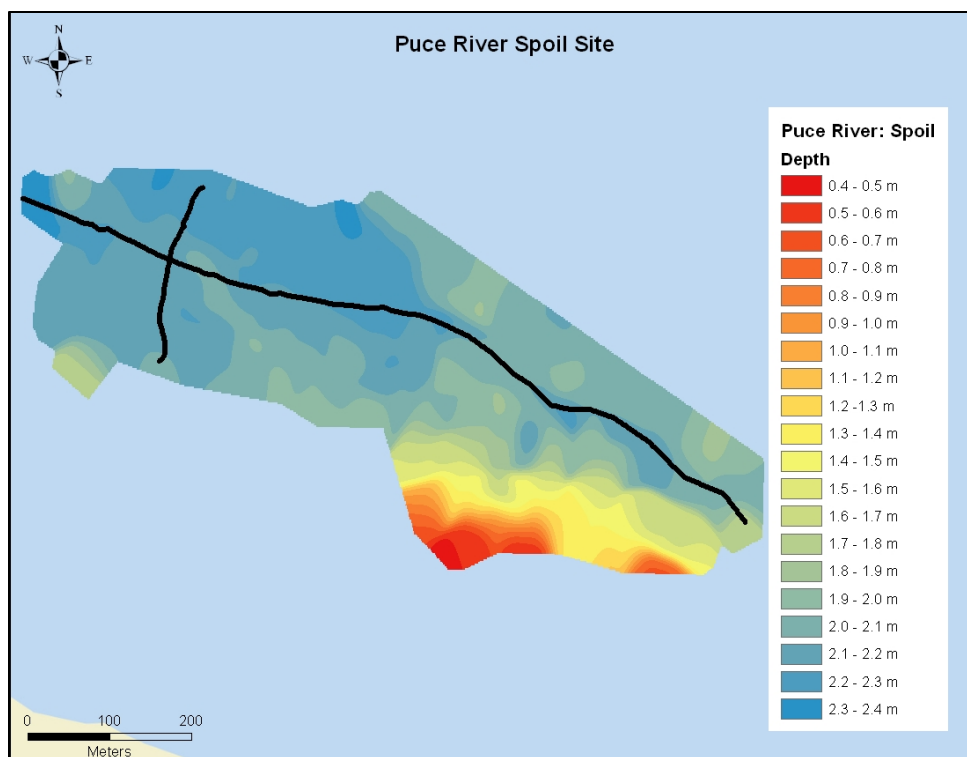 Puce River Spoil Site
N
W E
S
Puce River: Spoil
Depth
0.4 - 0.5 m
0.5 - 0.6 m
0.6 - 0.7 m
0.7 - 0.8 m
0.8 - 0.9 m
0.9 - 1.0 m
1.0 - 1.1 m
1.1 - 1.2 m
1.2 -1.3 m
1.3 - 1.4 m
1.4 - 1.5 m
1.5 - 1.6 m
1.6 - 1.7 m
1.7 - 1.8 m
1.8 - 1.9 m
1.9 - 2.0 m
2.0 - 2.1 m
2.1 - 2.2 m
2.2 - 2.3 m
2.3 - 2.4 m
0 100 200
Meters